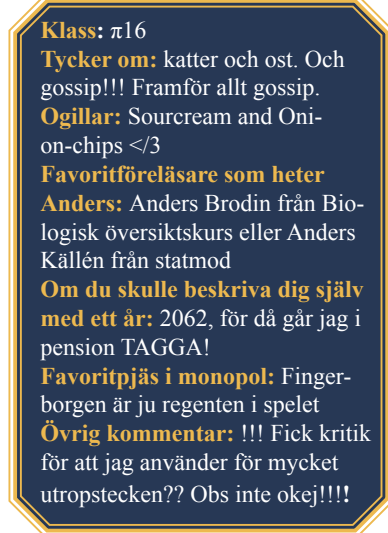 Klass: π16
Tycker om: katter och ost. Och
gossip!!! Framför allt gossip.
Ogillar: Sourcream and Oni-
on-chips </3
Favoritföreläsare som heter
Anders: Anders Brodin från Bio-
logisk översiktskurs eller Anders
Källén från statmod
Om du skulle beskriva dig själv
med ett år: 2062, för då går jag i
pension TAGGA!
Favoritpjäs i monopol: Finger-
borgen är ju regenten i spelet
Övrig kommentar: !!! Fick kritik
för att jag använder för mycket
utropstecken?? Obs inte okej!!!!